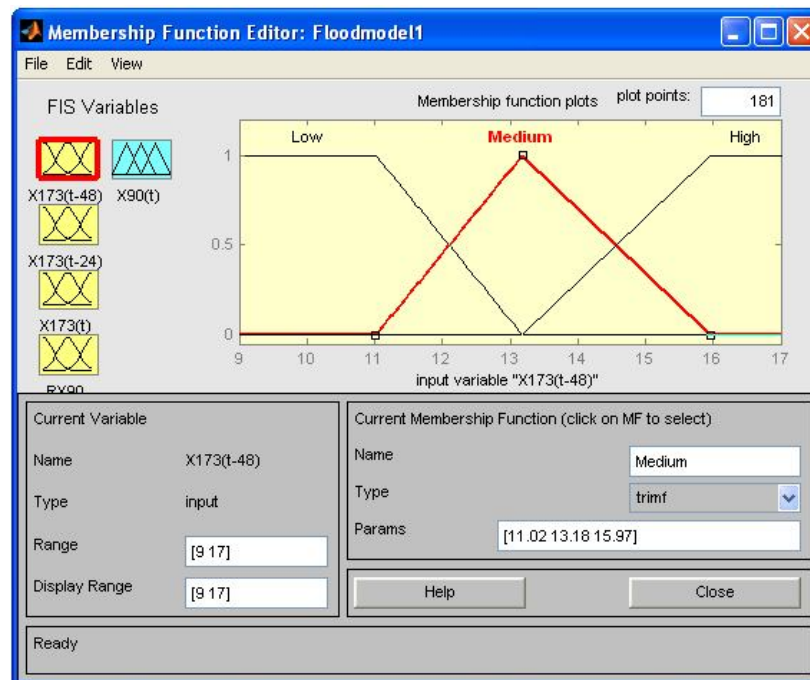 Membership Function Editor: Floodmodel1
File Edit View
FIS Variables
Membership function plots plot points: 181
X173(t-48) X90(t)
X173(t-24)
X173(t)
RX90
Low Medium High
1
0.5
0
9 10 11 12 13 14 15 16 17
input variable "X173(t-48)"
Current Variable
Name X173(t-48)
Type input
Range [9 17]
Display Range [9 17]
Current Membership Function (click on MF to select)
Name Medium
Type trimf
Params [11.02 13.18 15.97]
Help Close
Ready